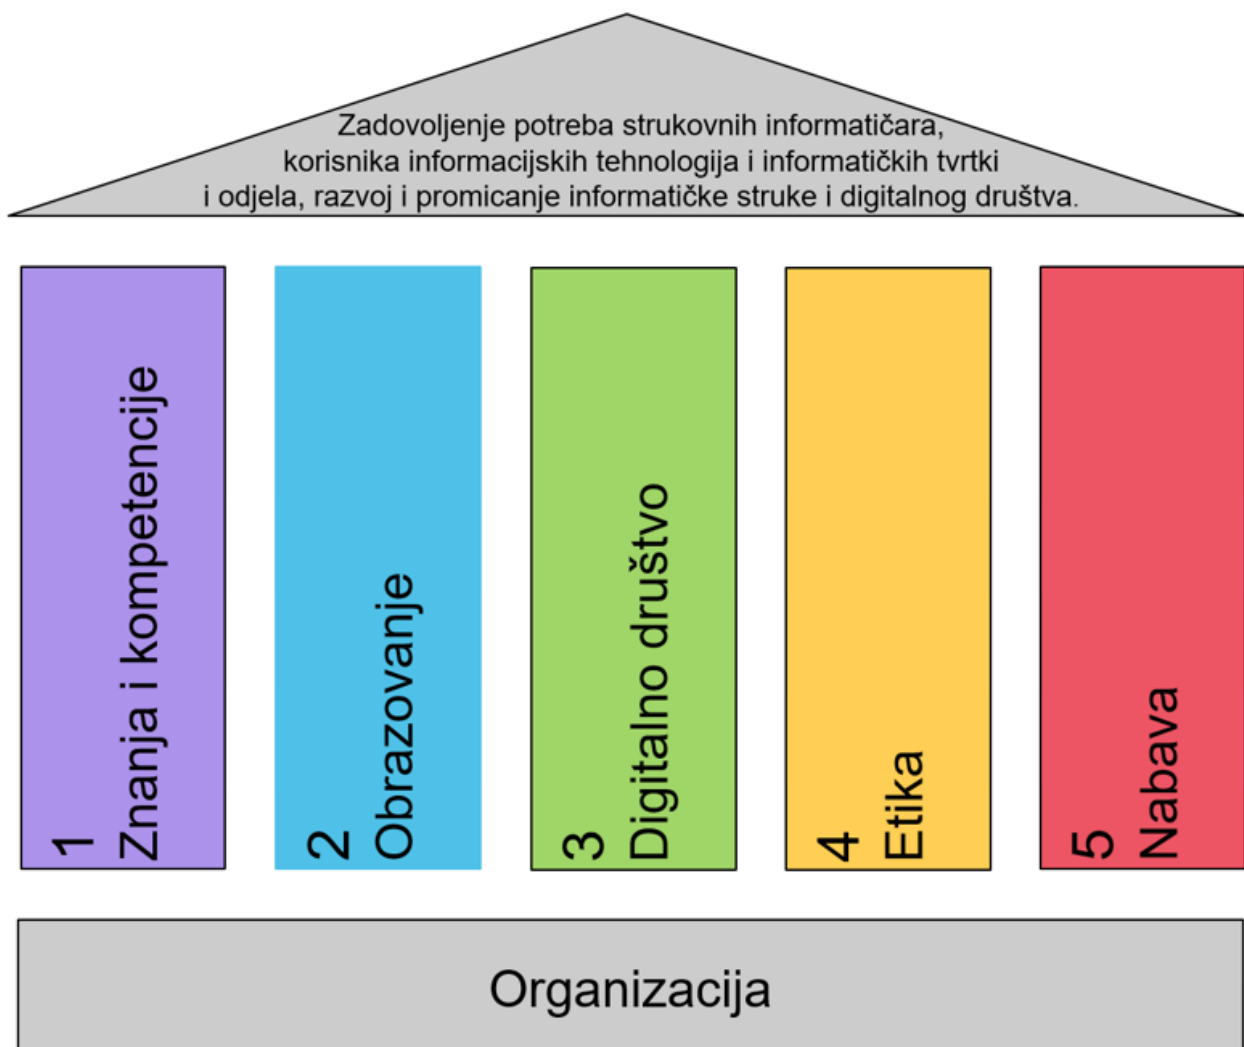 Zadovoljenje potreba strukovnih informatičara,
korisnika informacijskih tehnologija i informatičkih tvrtki
i odjela, razvoj i promicanje informatičke struke i digitalnog društva.
1
Znanja i kompetencije
2
Obrazovanje
3
Digitalno društvo
4
Etika
5
Nabava
Organizacija